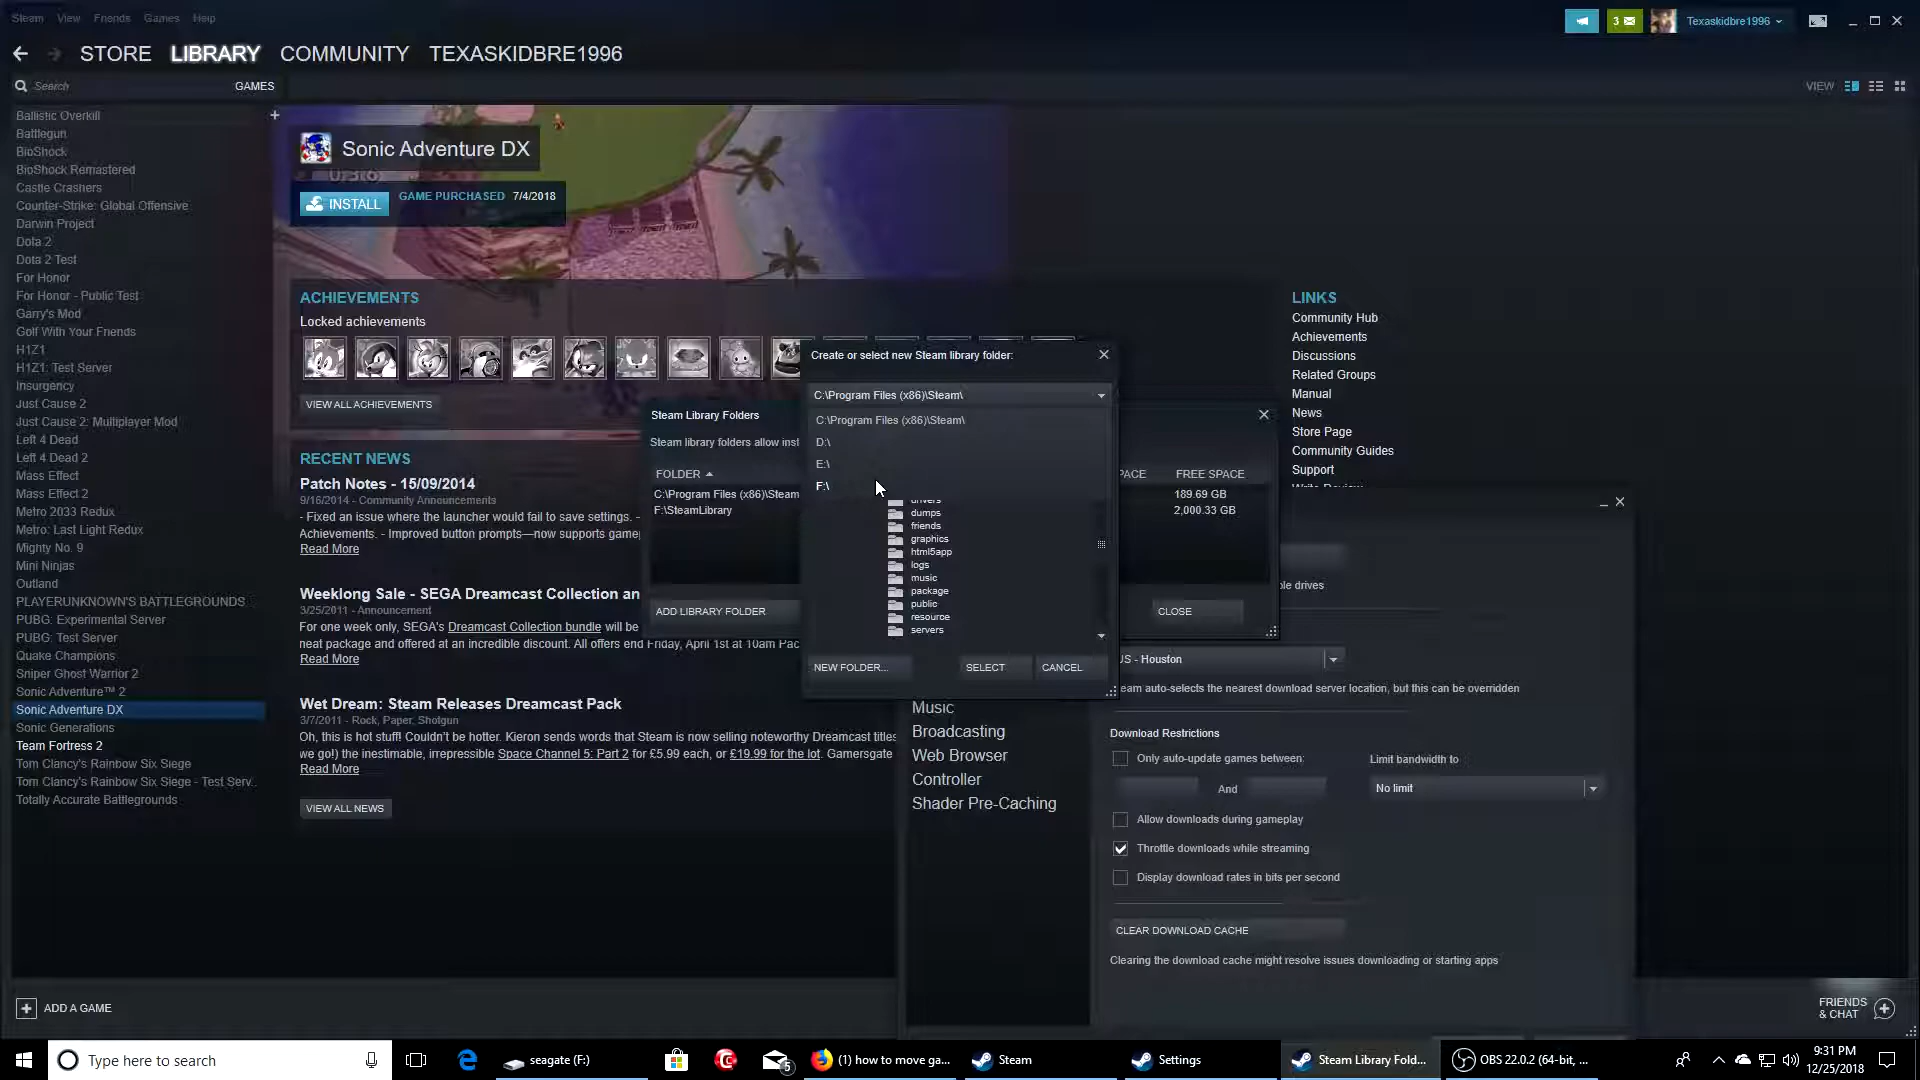 Steam View Friends Games Help
3
Texaskidbre1996
STORE LIBRARY COMMUNITY TEXASKIDBRE1996
Search
GAMES
VIEW
Ballistic Overkill
Battlegun
BioShock
BioShock Remastered
Castle Crashers
Counter-Strike: Global Offensive
Darwin Project
Dota 2
Dota 2 Test
For Honor
For Honor - Public Test
Garry's Mod
Golf With Your Friends
H1Z1
H1Z1: Test Server
Insurgency
Just Cause 2
Just Cause 2: Multiplayer Mod
Left 4 Dead
Left 4 Dead 2
Mass Effect
Mass Effect 2
Metro 2033 Redux
Metro: Last Light Redux
Mighty No. 9
Mini Ninjas
Outland
PLAYERUNKNOWN'S BATTLEGROUNDS
PUBG: Experimental Server
PUBG: Test Server
Quake Champions
Sniper Ghost Warrior 2
Sonic Adventure™ 2
Sonic Adventure DX
Sonic Generations
Team Fortress 2
Tom Clancy's Rainbow Six Siege
Tom Clancy's Rainbow Six Siege - Test Serv..
Totally Accurate Battlegrounds
ADD A GAME
Sonic Adventure DX
INSTALL
GAME PURCHASED 7/4/2018
ACHIEVEMENTS
Locked achievements
VIEW ALL ACHIEVEMENTS
RECENT NEWS
Patch Notes - 15/09/2014
9/16/2014 - Community Announcements
- Fixed an issue where the launcher would fail to save settings. -
Achievements. - Improved button prompts—now supports game
Read More
Weeklong Sale - SEGA Dreamcast Collection an
3/25/2011 - Announcement
For one week only, SEGA's Dreamcast Collection bundle will be
neat package and offered at an incredible discount. All offers end Friday, April 1st at 10am Pac
Read More
Wet Dream: Steam Releases Dreamcast Pack
3/7/2011 - Rock, Paper, Shotgun
Oh, this is hot stuff! Couldn't be hotter. Kieron sends words that Steam is now selling noteworthy Dreamcast titles
we go!) the inestimable, irrepressible Space Channel 5: Part 2 for £5.99 each, or £19.99 for the lot. Gamersgate
Read More
VIEW ALL NEWS
LINKS
Community Hub
Achievements
Discussions
Related Groups
Manual
News
Store Page
Community Guides
Support
Write Review
Steam Library Folders
Steam library folders allow inst
FOLDER
PACE
FREE SPACE
C:\Program Files (x86)\Steam
189.69 GB
F:\SteamLibrary
2,000.33 GB
ADD LIBRARY FOLDER
CLOSE
Create or select new Steam library folder:
C:\Program Files (x86)\Steam\
C:\Program Files (x86)\Steam\
D:\
E:\
F:\
drivers
dumps
friends
graphics
html5app
logs
music
package
public
resource
servers
NEW FOLDER...
SELECT
CANCEL
Music
Broadcasting
Web Browser
Controller
Shader Pre-Caching
ple drives
US - Houston
eam auto-selects the nearest download server location, but this can be overridden
Download Restrictions
Only auto-update games between:
Limit bandwidth to
And
No limit
Allow downloads during gameplay
Throttle downloads while streaming
Display download rates in bits per second
CLEAR DOWNLOAD CACHE
Clearing the download cache might resolve issues downloading or starting apps
FRIENDS
& CHAT
Type here to search
seagate (F:)
5
(1) how to move ga...
Steam
Settings
Steam Library Fold...
OBS 22.0.2 (64-bit, ...
9:31 PM
12/25/2018